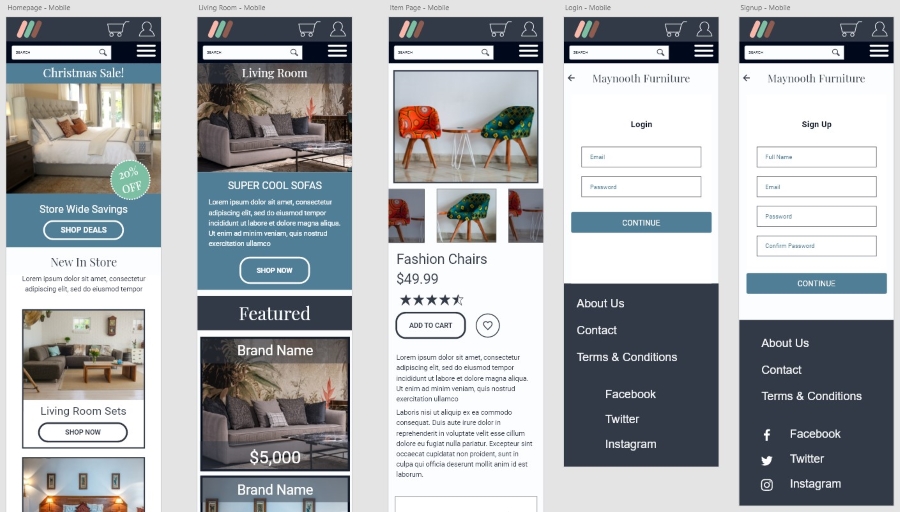 Homepage - Mobile
SEARCH
Christmas Sale!
20%
OFF
Store Wide Savings
SHOP DEALS
New In Store
Lorem ipsum dolor sit amet, consectetur
adipiscing elit, sed do eiusmod tempor
Living Room Sets
SHOP NOW
Living Room - Mobile
SEARCH
Living Room
SUPER COOL SOFAS
Lorem ipsum dolor sit amet, consectetur
adipiscing elit, sed do eiusmod tempor
incididunt ut labore et dolore magna aliqua.
Ut enim ad minim veniam, quis nostrud
exercitation ullamco
SHOP NOW
Featured
Brand Name
$5,000
Brand Name
Item Page - Mobile
SEARCH
Fashion Chairs
$49.99
ADD TO CART
Lorem ipsum dolor sit amet, consectetur
adipiscing elit, sed do eiusmod tempor
incididunt ut labore et dolore magna aliqua.
Ut enim ad minim veniam, quis nostrud
exercitation ullamco
Laboris nisi ut aliquip ex ea commodo
consequat. Duis aute irure dolor in
reprehenderit in voluptate velit esse cillum
dolore eu fugiat nulla pariatur. Excepteur sint
occaecat cupidatat non proident, sunt in
culpa qui officia deserunt mollit anim id est
laborum.
Login - Mobile
SEARCH
Maynooth Furniture
Login
Email
Password
CONTINUE
About Us
Contact
Terms & Conditions
Facebook
Twitter
Instagram
Signup - Mobile
SEARCH
Maynooth Furniture
Sign Up
Full Name
Email
Password
Confirm Password
CONTINUE
About Us
Contact
Terms & Conditions
Facebook
Twitter
Instagram